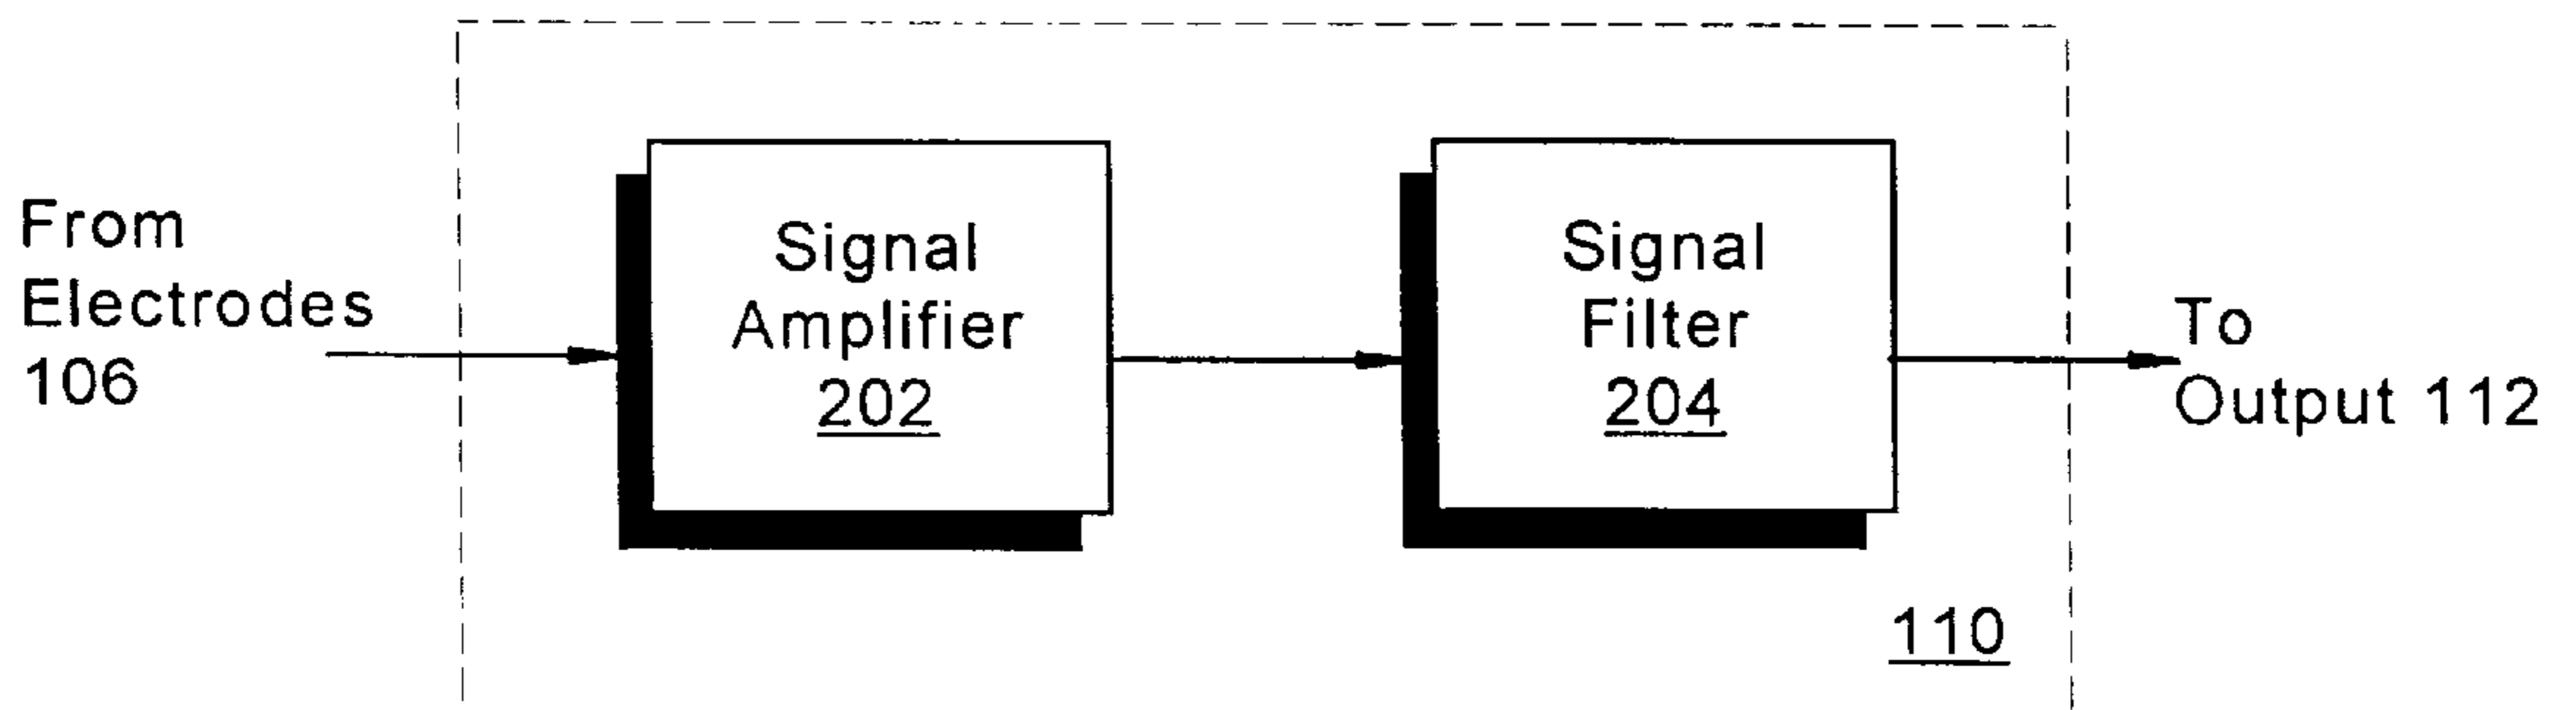 From
Electrodes
106
Signal
Amplifier
202
Signal
Filter
204
To
Output 112
110